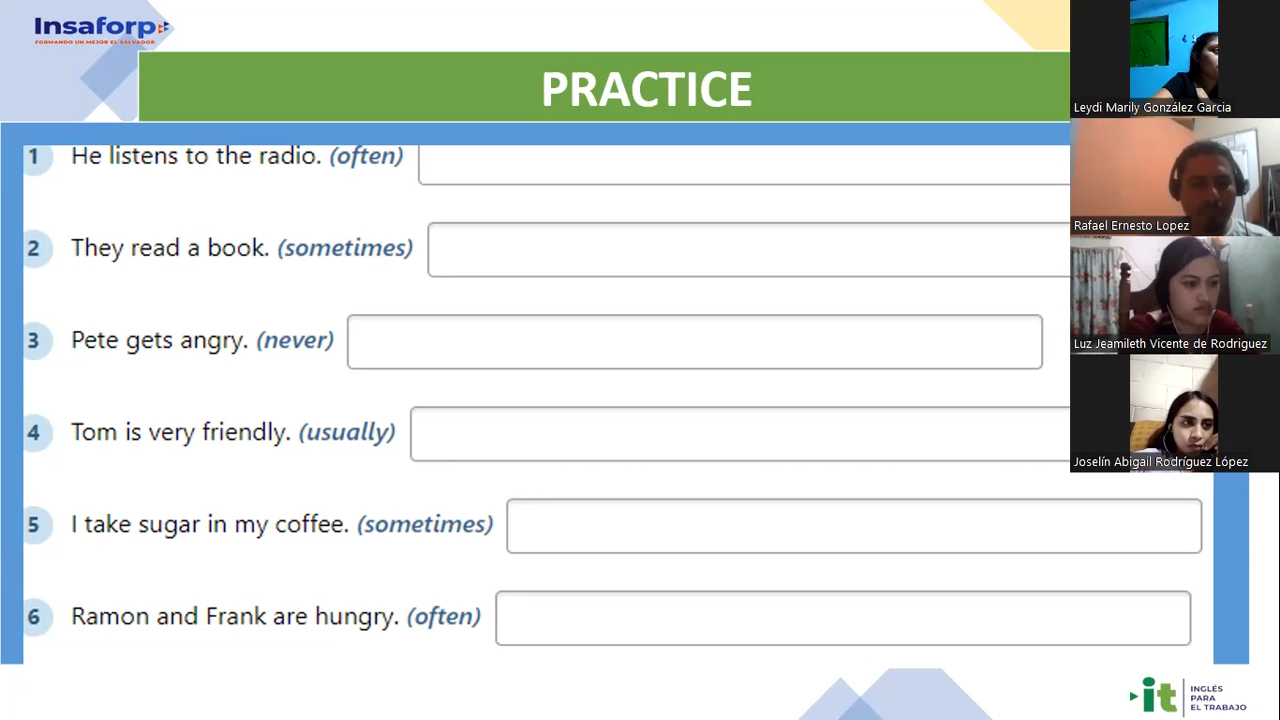 Insaforp
FORMANDO UN MEJOR EL SALVADOR
PRACTICE
1 He listens to the radio. (often)
2 They read a book. (sometimes)
3 Pete gets angry. (never)
4 Tom is very friendly. (usually)
5 I take sugar in my coffee. (sometimes)
6 Ramon and Frank are hungry. (often)
Leydi Marily González Garcia
Rafael Ernesto Lopez
Luz Jeamileth Vicente de Rodriguez
Joselín Abigail Rodríguez López
it INGLÉS
PARA
EL TRABAJO